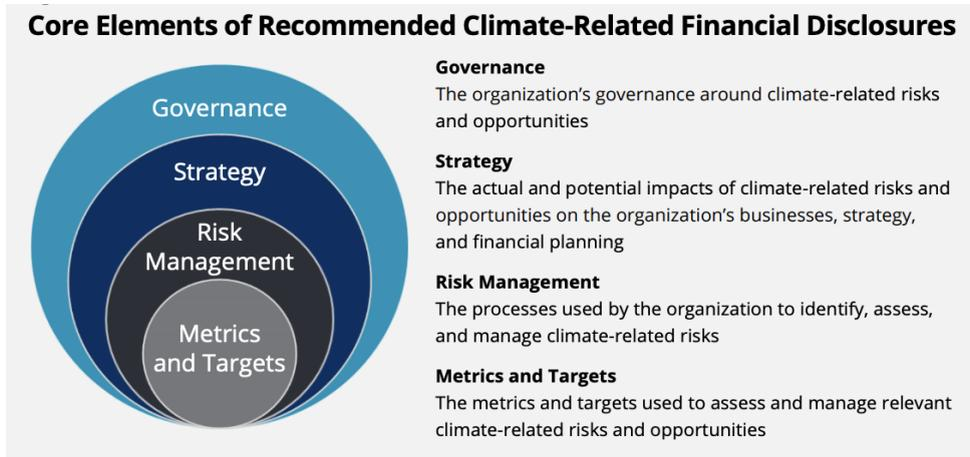 Core Elements of Recommended Climate-Related Financial Disclosures
Governance
Strategy
Risk
Management
Metrics
and Targets
Governance
The organization’s governance around climate-related risks
and opportunities
Strategy
The actual and potential impacts of climate-related risks and
opportunities on the organization’s businesses, strategy,
and financial planning
Risk Management
The processes used by the organization to identify, assess,
and manage climate-related risks
Metrics and Targets
The metrics and targets used to assess and manage relevant
climate-related risks and opportunities